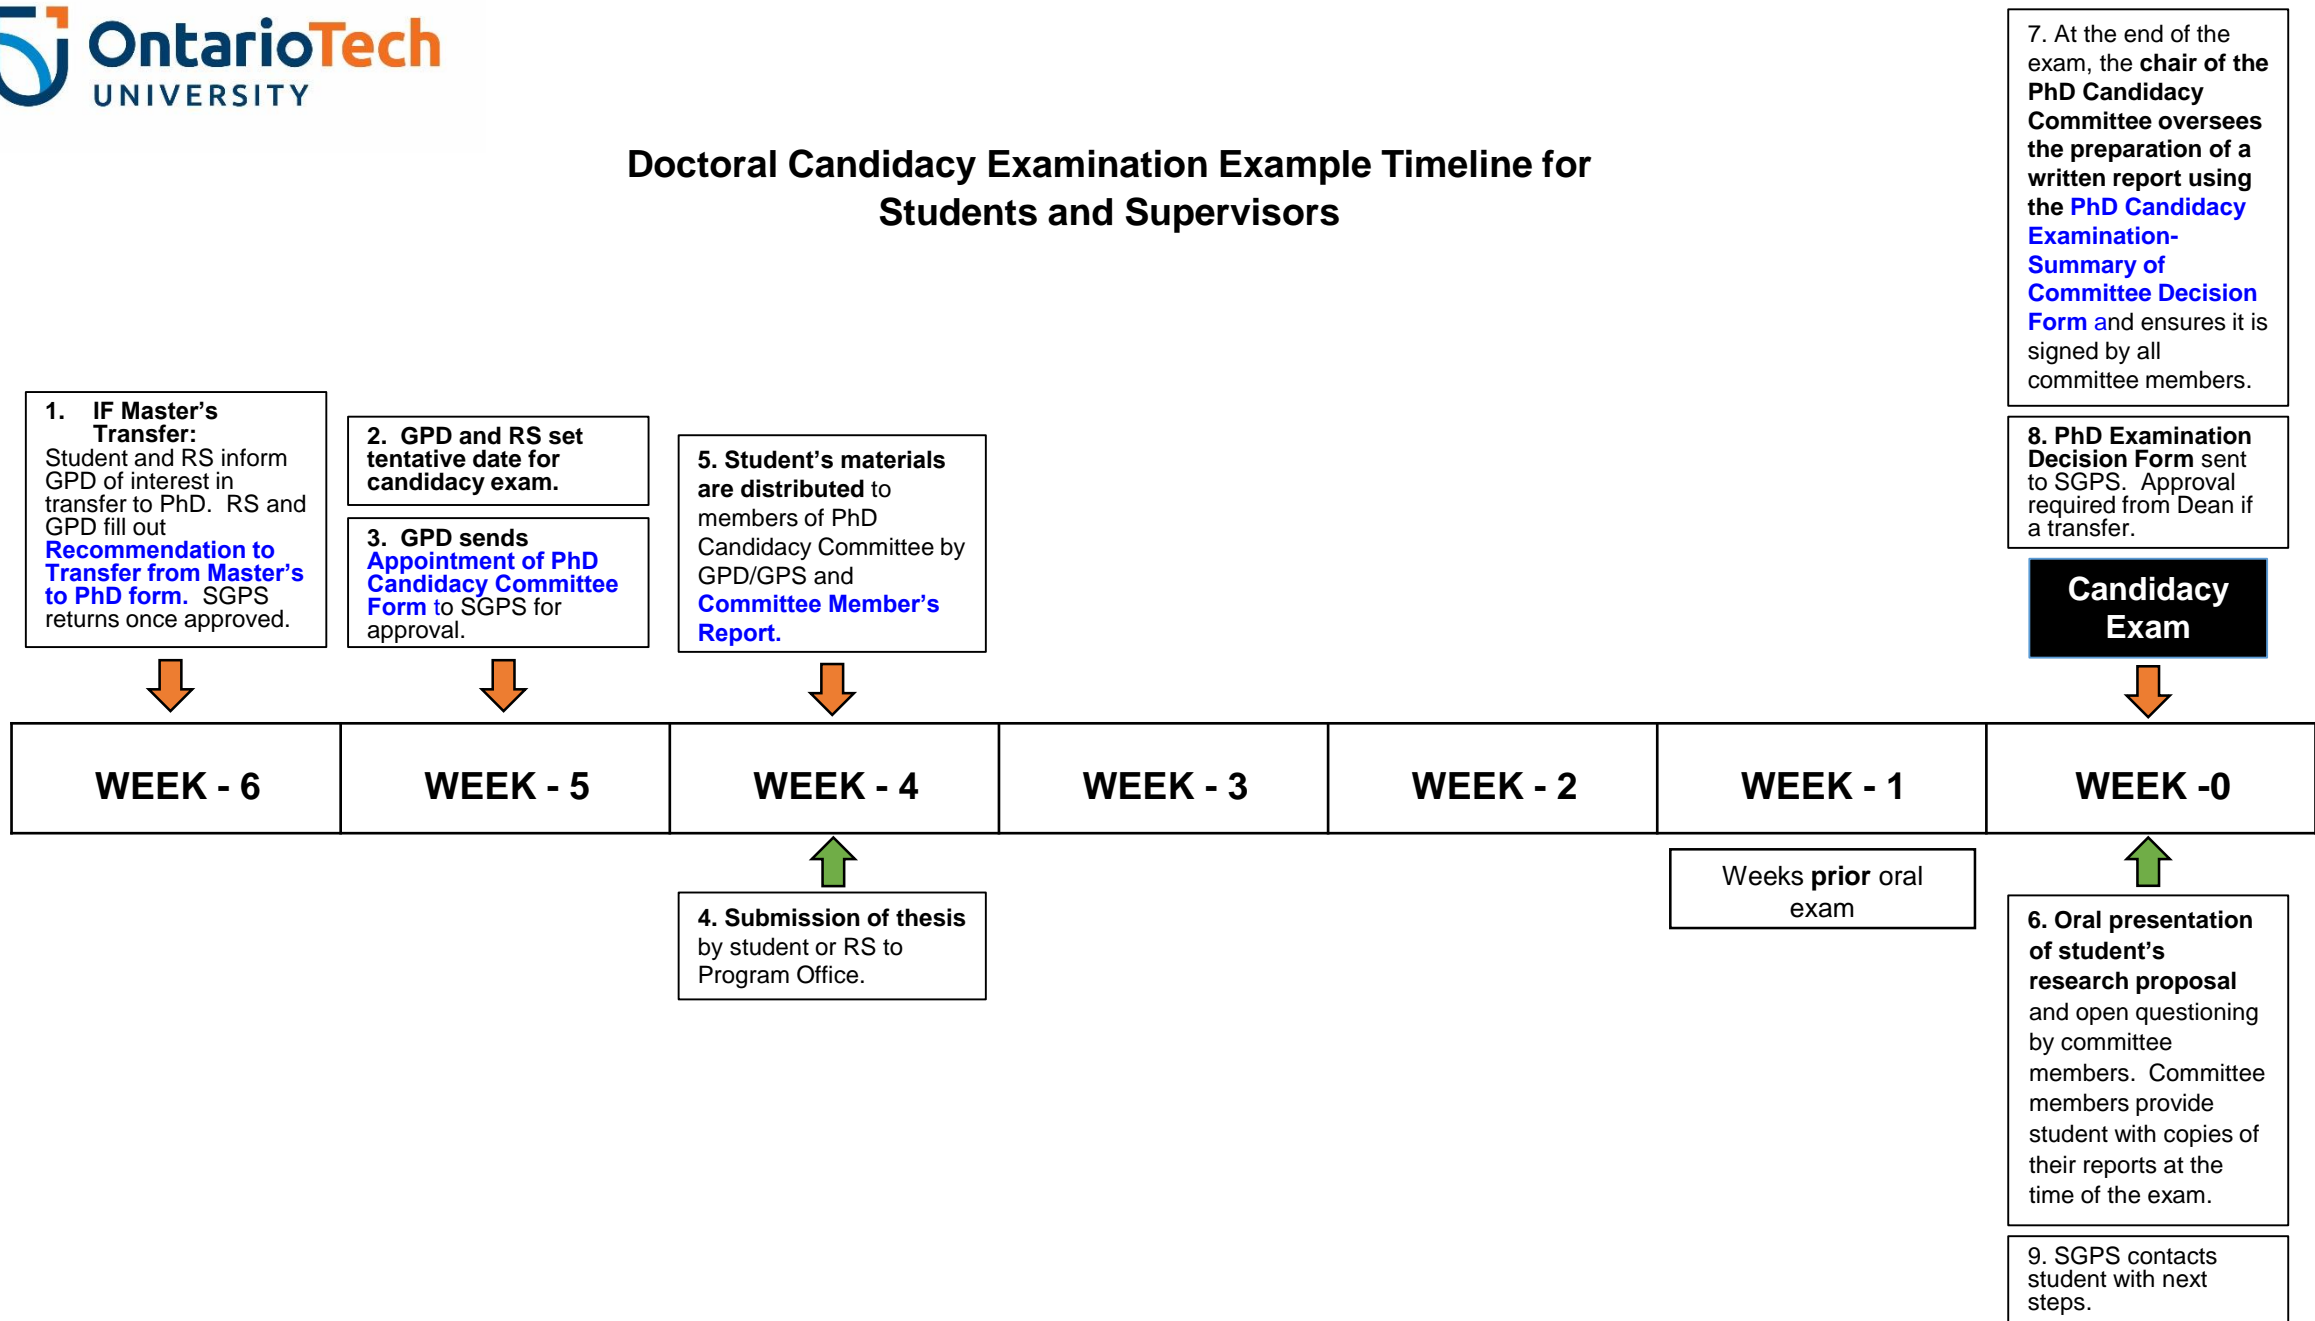 OntarioTech
UNIVERSITY
Doctoral Candidacy Examination Example Timeline for
Students and Supervisors
1. IF Master's
Transfer:
Student and RS inform
GPD of interest in
transfer to PhD. RS and
GPD fill out
Recommendation to
Transfer from Master's
to PhD form. SGPS
returns once approved.
2. GPD and RS set
tentative date for
candidacy exam.
3. GPD sends
Appointment of PhD
Candidacy Committee
Form to SGPS for
approval.
5. Student's materials
are distributed to
members of PhD
Candidacy Committee by
GPD/GPS and
Committee Member's
Report.
7. At the end of the
exam, the chair of the
PhD Candidacy
Committee oversees
the preparation of a
written report using
the PhD Candidacy
Examination-
Summary of
Committee Decision
Form and ensures it is
signed by all
committee members.
8. PhD Examination
Decision Form sent
to SGPS. Approval
required from Dean if
a transfer.
Candidacy
Exam
WEEK - 6
WEEK - 5
WEEK - 4
WEEK - 3
WEEK - 2
WEEK - 1
WEEK -0
4. Submission of thesis
by student or RS to
Program Office.
Weeks prior oral
exam
6. Oral presentation
of student's
research proposal
and open questioning
by committee
members. Committee
members provide
student with copies of
their reports at the
time of the exam.
9. SGPS contacts
student with next
steps.